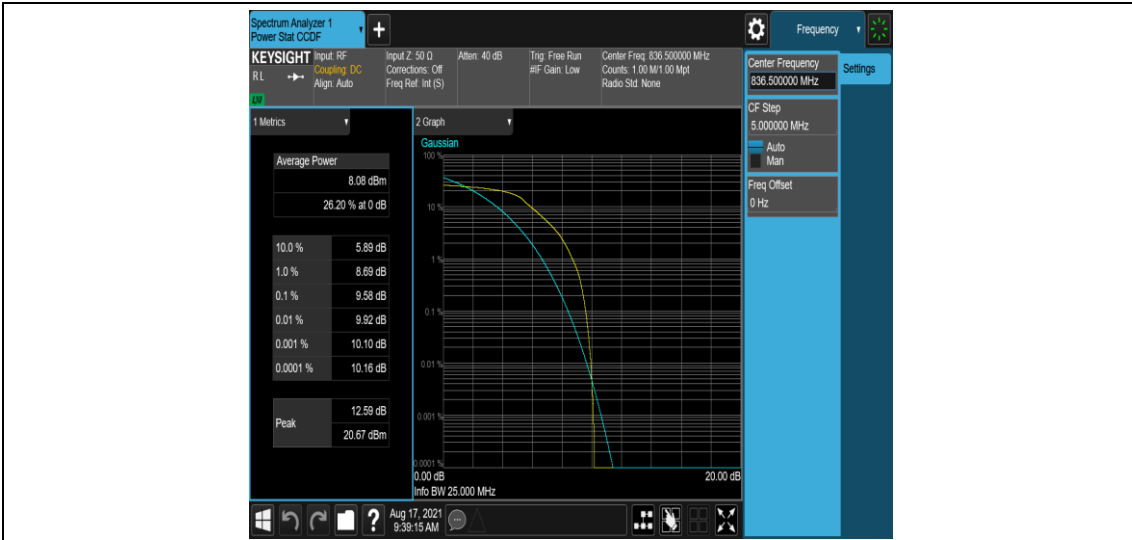 Spectrum Analyzer 1
Power Stat CCDF
+
Frequency
KEYSIGHT
R L
LXI
Input: RF
Coupling: DC
Align: Auto
Input Z: 50 Ω
Corrections: Off
Freq Ref: Int (S)
Atten: 40 dB
Trig: Free Run
#IF Gain: Low
Center Freq: 836.500000 MHz
Counts: 1.00 M/1.00 Mpt
Radio Std: None
Center Frequency
836.500000 MHz
Settings
CF Step
5.000000 MHz
Auto
Man
Freq Offset
0 Hz
1 Metrics
Average Power
8.08 dBm
26.20 % at 0 dB
10.0 % 5.89 dB
1.0 % 8.69 dB
0.1 % 9.58 dB
0.01 % 9.92 dB
0.001 % 10.10 dB
0.0001 % 10.16 dB
Peak
12.59 dB
20.67 dBm
2 Graph
Gaussian
100 %
10 %
1 %
0.1 %
0.01 %
0.001 %
0.0001 %
0.00 dB 20.00 dB
Info BW 25.000 MHz
?
Aug 17, 2021
9:39:15 AM